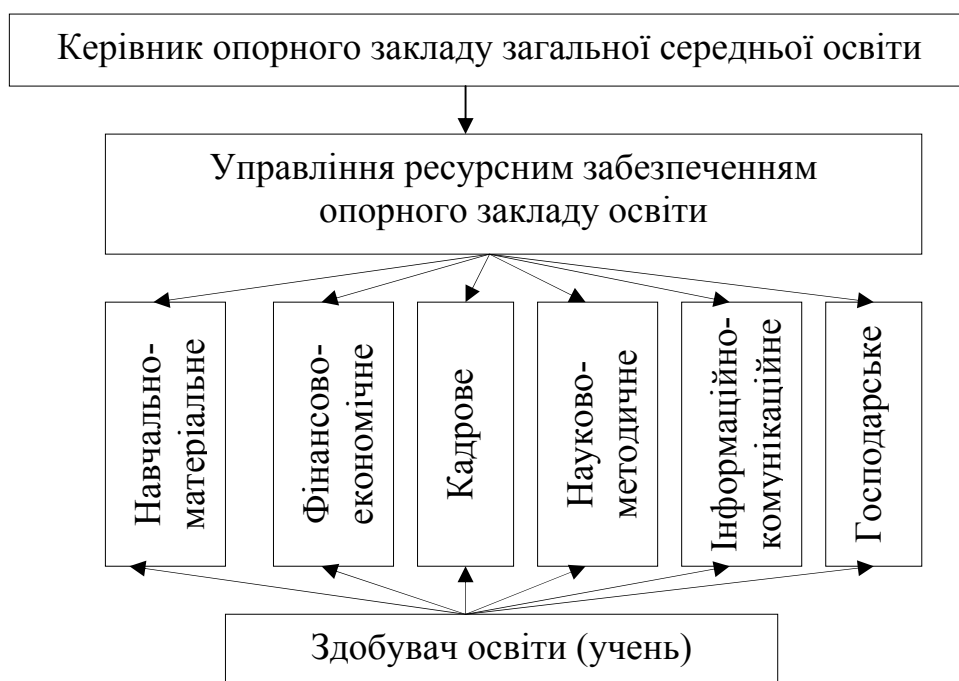 Керівник опорного закладу загальної середньої освіти
Управління ресурсним забезпеченням
опорного закладу освіти
Навчально-
матеріальне
Фінансово-
економічне
Кадрове
Науково-
методичне
Інформаційно-
комунікаційне
Господарське
Здобувач освіти (учень)